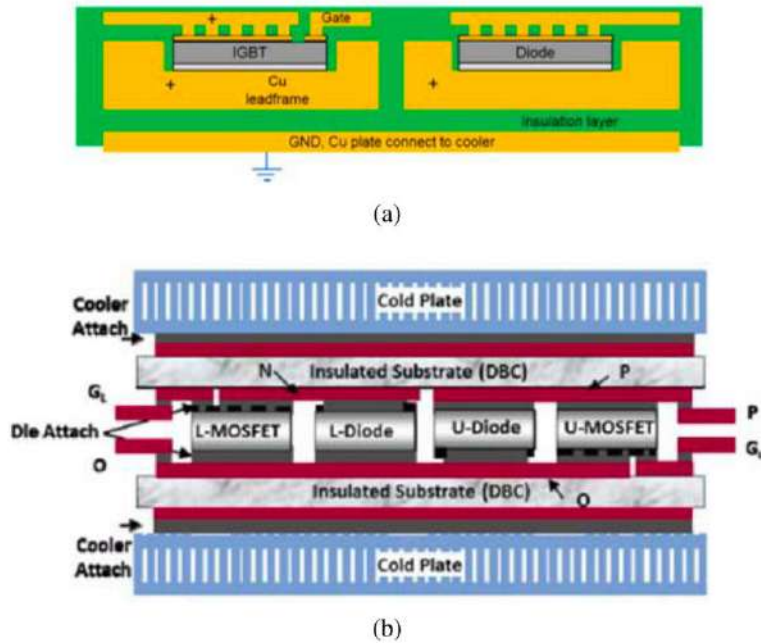 +
Gate
IGBT
Diode
+
Cu
leadframe
+
Insulation layer
GND, Cu plate connect to cooler
(a)
Cold Plate
Cooler
Attach
Insulated Substrate (DBC)
N
P
GL
P
Die Attach
L-MOSFET
L-Diode
U-Diode
U-MOSFET
O
Insulated Substrate (DBC)
O
Cooler
Attach
Cold Plate
(b)